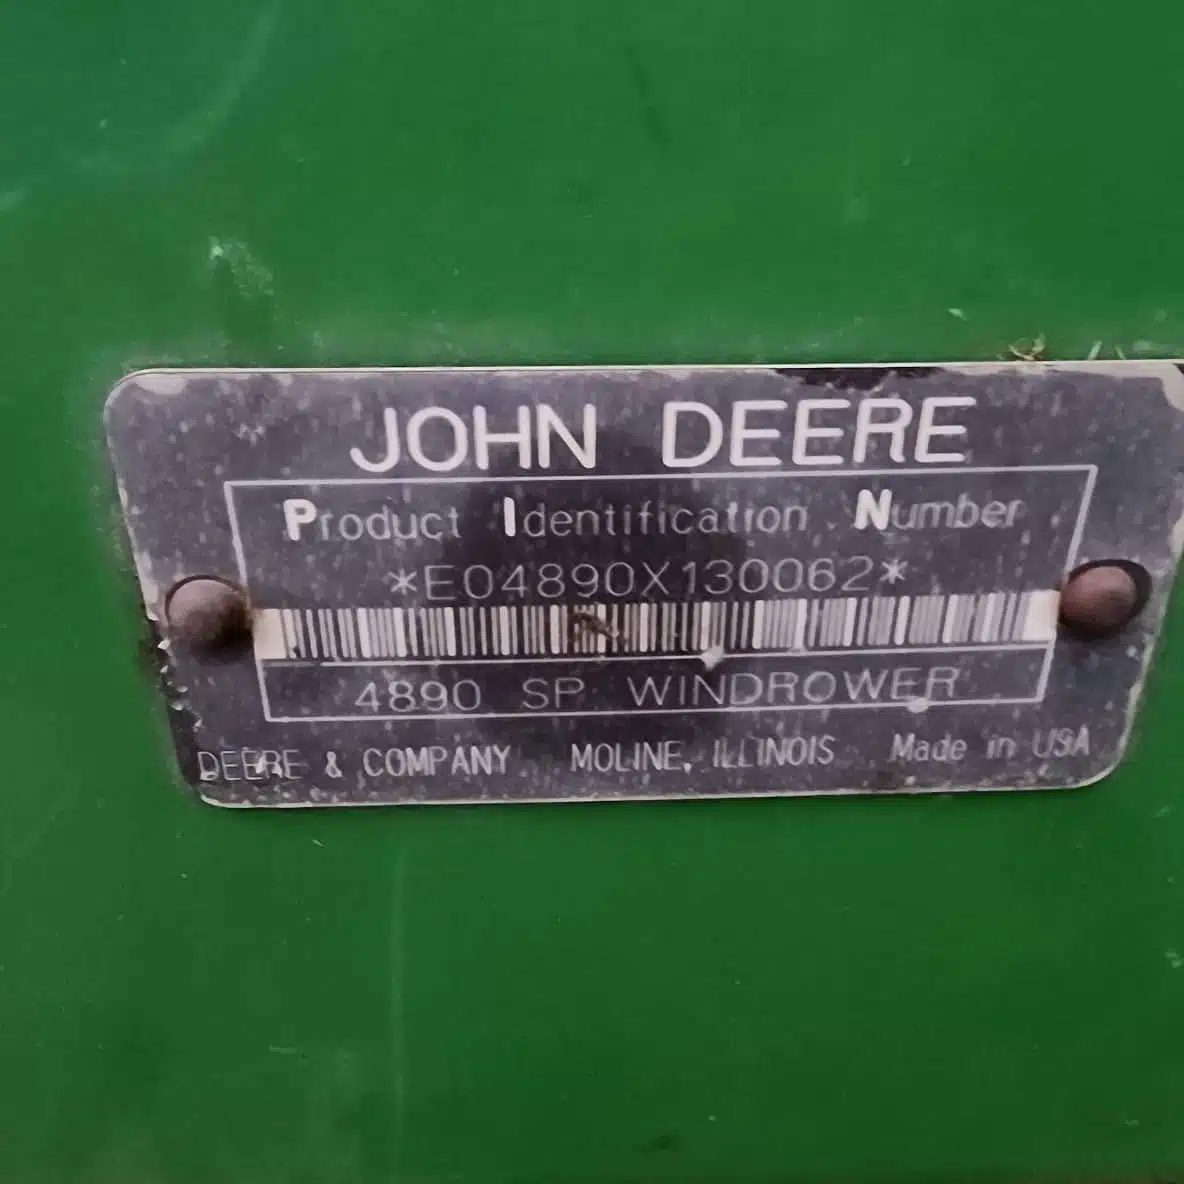 JOHN DEERE
Product Identification Number
*E04890X130062*
4890 SP WINDROWER
DEERE & COMPANY MOLINE, ILLINOIS Made in USA